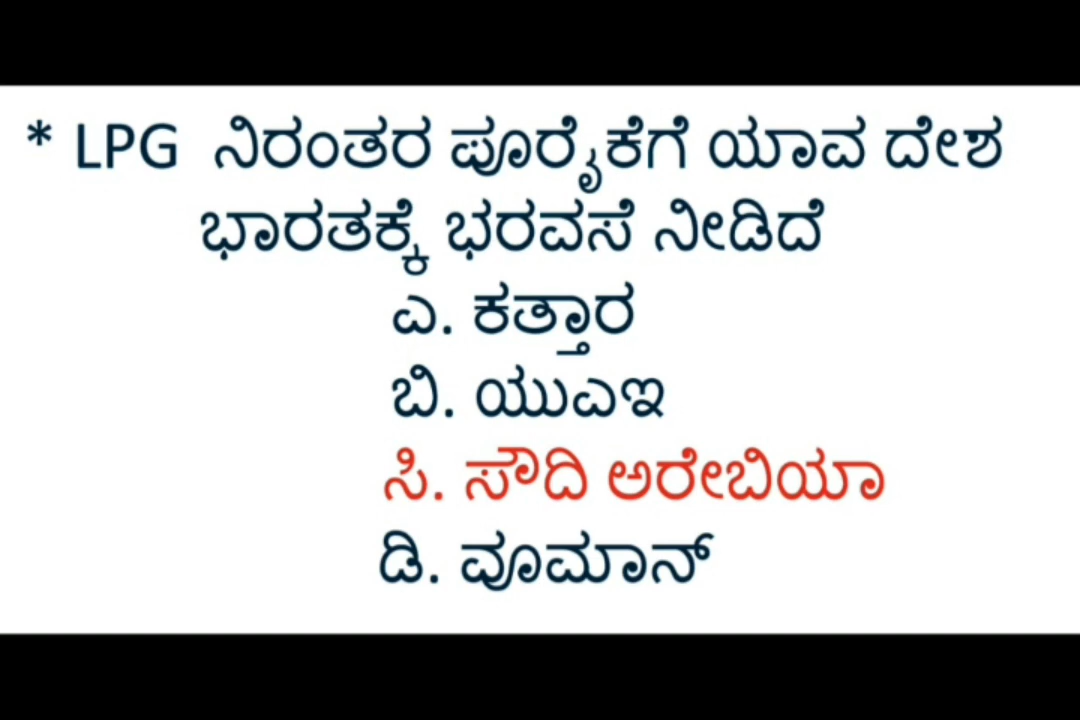 * LPG ನಿರಂತರ ಪೂರೈಕೆಗೆ ಯಾವ ದೇಶ
ಭಾರತಕ್ಕೆ ಭರವಸೆ ನೀಡಿದೆ
ಎ. ಕತ್ತಾರ
ಬಿ. ಯುಎಇ
ಸಿ. ಸೌದಿ ಅರೇಬಿಯಾ
ಡಿ. ವೂಮಾನ್